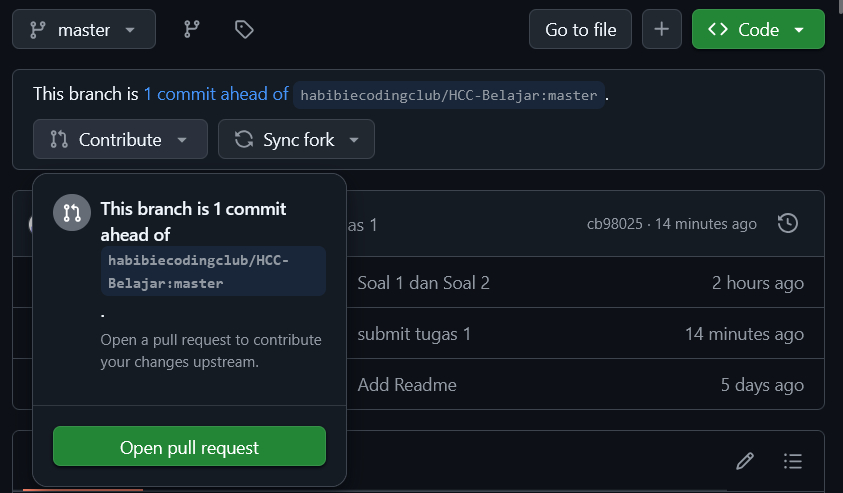 master
Go to file
Code
This branch is 1 commit ahead of habibiecodingclub/HCC-Belajar:master .
Contribute
Sync fork
This branch is 1 commit
ahead of
habibiecodingclub/HCC-
Belajar:master
.
Open a pull request to contribute
your changes upstream.
Open pull request
as 1
cb98025 · 14 minutes ago
Soal 1 dan Soal 2
2 hours ago
submit tugas 1
14 minutes ago
Add Readme
5 days ago